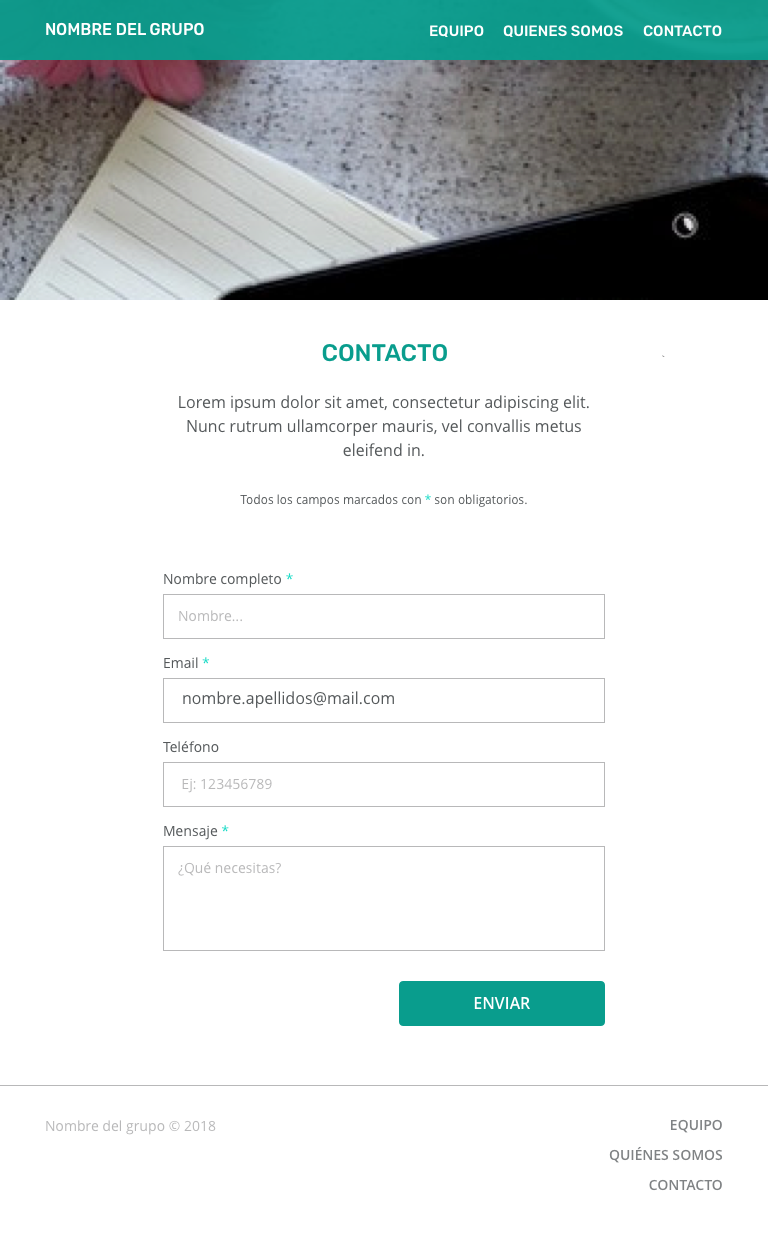 NOMBRE DEL GRUPO
EQUIPO QUIENES SOMOS CONTACTO
CONTACTO
Lorem ipsum dolor sit amet, consectetur adipiscing elit.
Nunc rutrum ullamcorper mauris, vel convallis metus
eleifend in.
Todos los campos marcados con * son obligatorios.
Nombre completo *
Nombre...
Email *
nombre.apellidos@mail.com
Teléfono
Ej: 123456789
Mensaje *
¿Qué necesitas?
ENVIAR
Nombre del grupo © 2018
EQUIPO
QUIÉNES SOMOS
CONTACTO